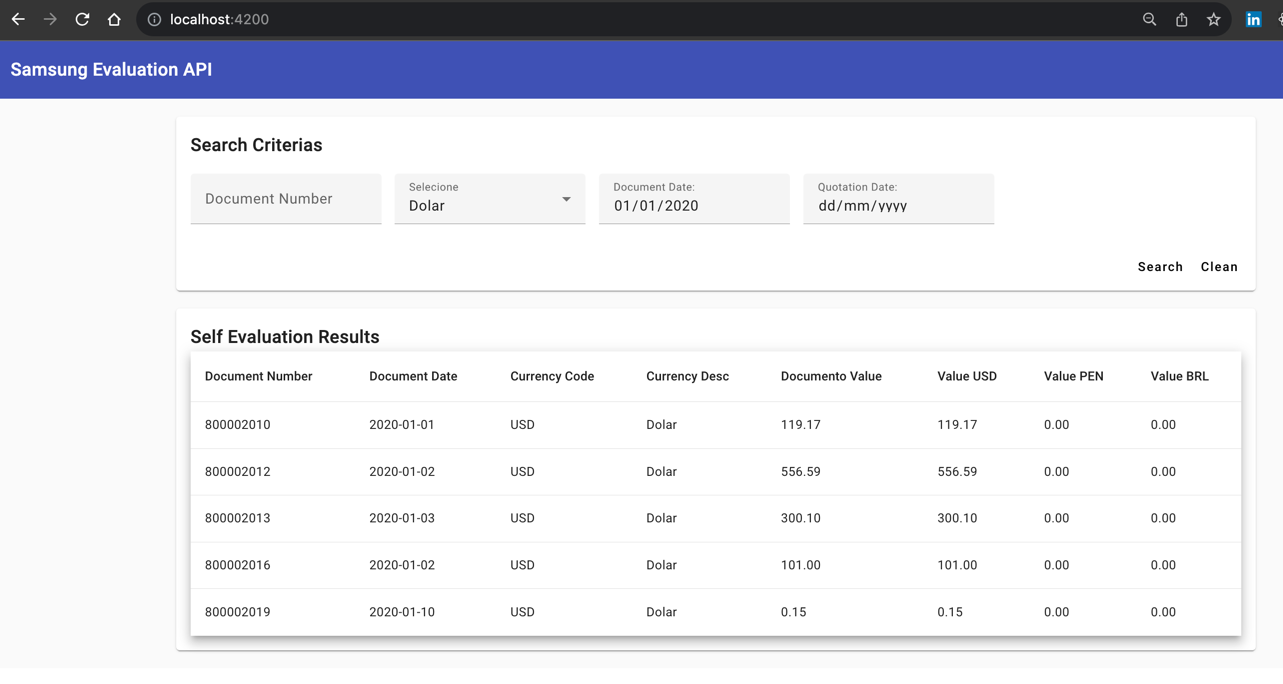 localhost:4200
in
Samsung Evaluation API
Search Criterias
Document Number
Selecione
Dolar
Document Date:
01/01/2020
Quotation Date:
dd/mm/yyyy
Search Clean
Self Evaluation Results
Document Number Document Date Currency Code Currency Desc Documento Value Value USD Value PEN Value BRL
800002010 2020-01-01 USD Dolar 119.17 119.17 0.00 0.00
800002012 2020-01-02 USD Dolar 556.59 556.59 0.00 0.00
800002013 2020-01-03 USD Dolar 300.10 300.10 0.00 0.00
800002016 2020-01-02 USD Dolar 101.00 101.00 0.00 0.00
800002019 2020-01-10 USD Dolar 0.15 0.15 0.00 0.00